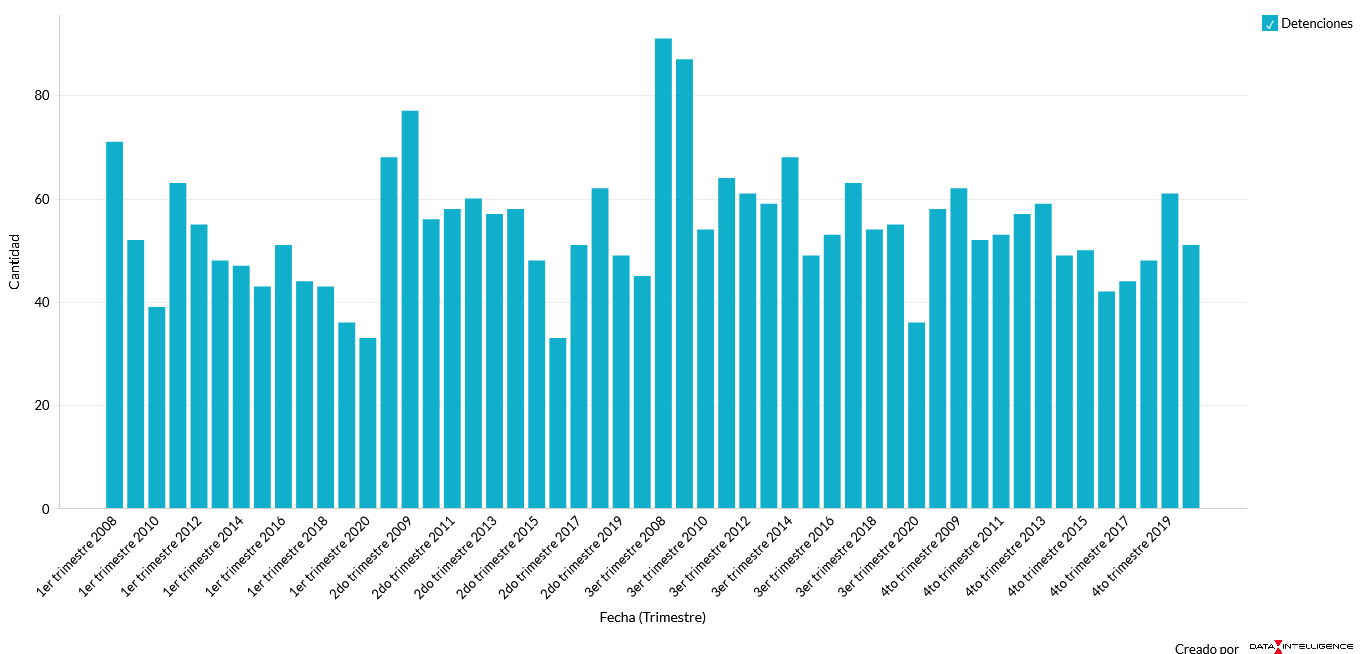 Detenciones
80
60
40
20
0
Cantidad
1er trimestre 2008
1er trimestre 2010
1er trimestre 2012
1er trimestre 2014
1er trimestre 2016
1er trimestre 2018
1er trimestre 2020
2do trimestre 2009
2do trimestre 2011
2do trimestre 2013
2do trimestre 2015
2do trimestre 2017
2do trimestre 2019
3er trimestre 2008
3er trimestre 2010
3er trimestre 2012
3er trimestre 2014
3er trimestre 2016
3er trimestre 2018
3er trimestre 2020
4to trimestre 2009
4to trimestre 2011
4to trimestre 2013
4to trimestre 2015
4to trimestre 2017
4to trimestre 2019
Fecha (Trimestre)
Creado por DATA INTELLIGENCE